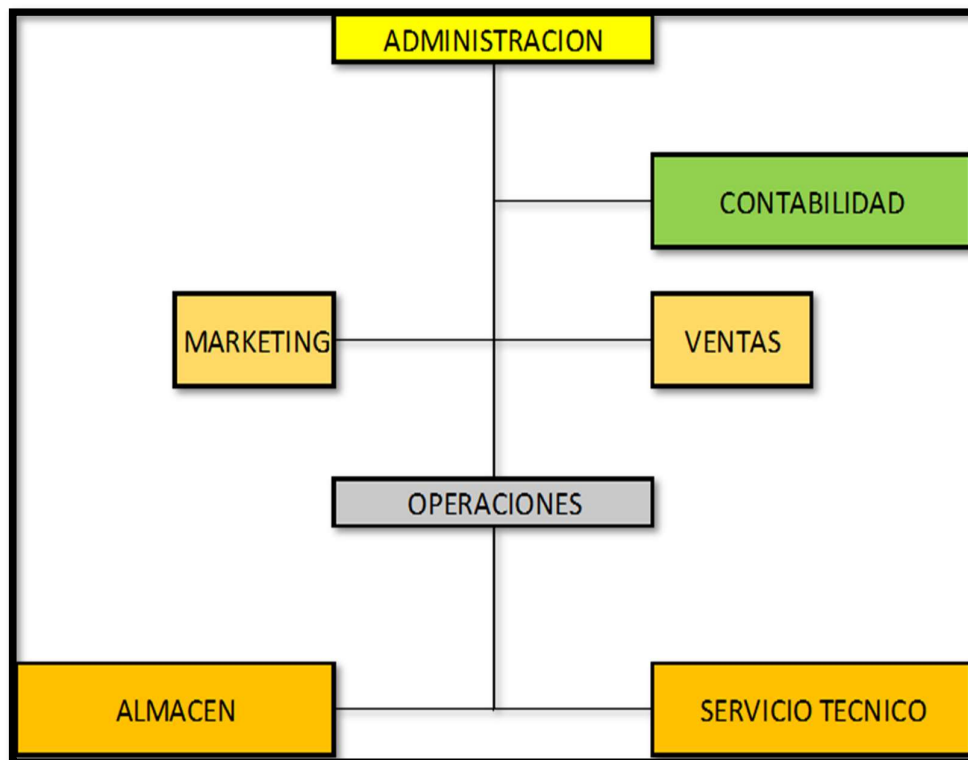 ADMINISTRACION
CONTABILIDAD
MARKETING
VENTAS
OPERACIONES
ALMACEN
SERVICIO TECNICO